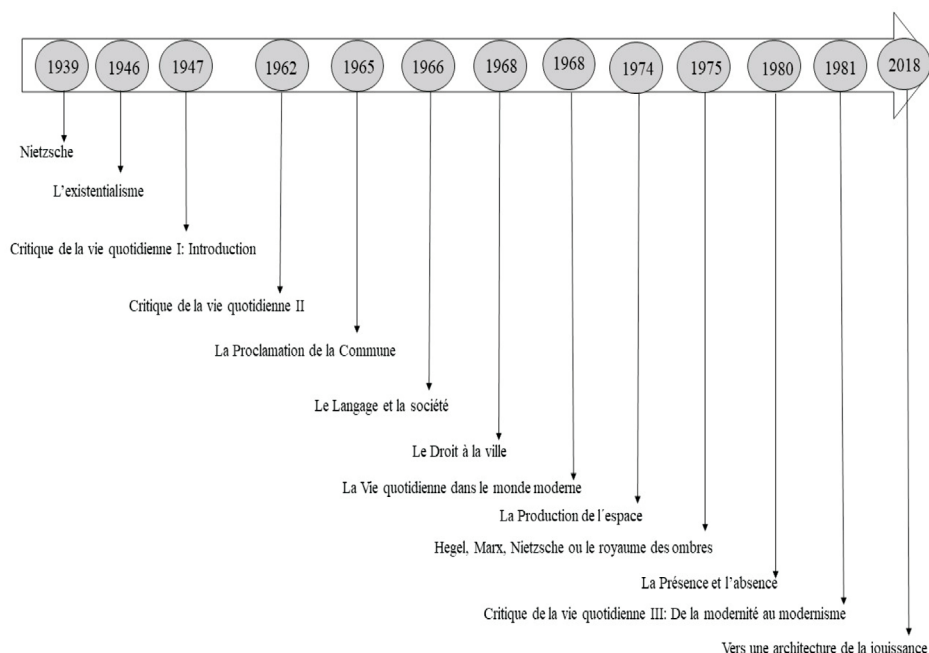 1939 1946 1947 1962 1965 1966 1968 1968 1974 1975 1980 1981 2018
Nietzsche
L’existentialisme
Critique de la vie quotidienne I: Introduction
Critique de la vie quotidienne II
La Proclamation de la Commune
Le Langage et la société
Le Droit à la ville
La Vie quotidienne dans le monde moderne
La Production de l´espace
Hegel, Marx, Nietzsche ou le royaume des ombres
La Présence et l’absence
Critique de la vie quotidienne III: De la modernité au modernisme
Vers une architecture de la jouissance